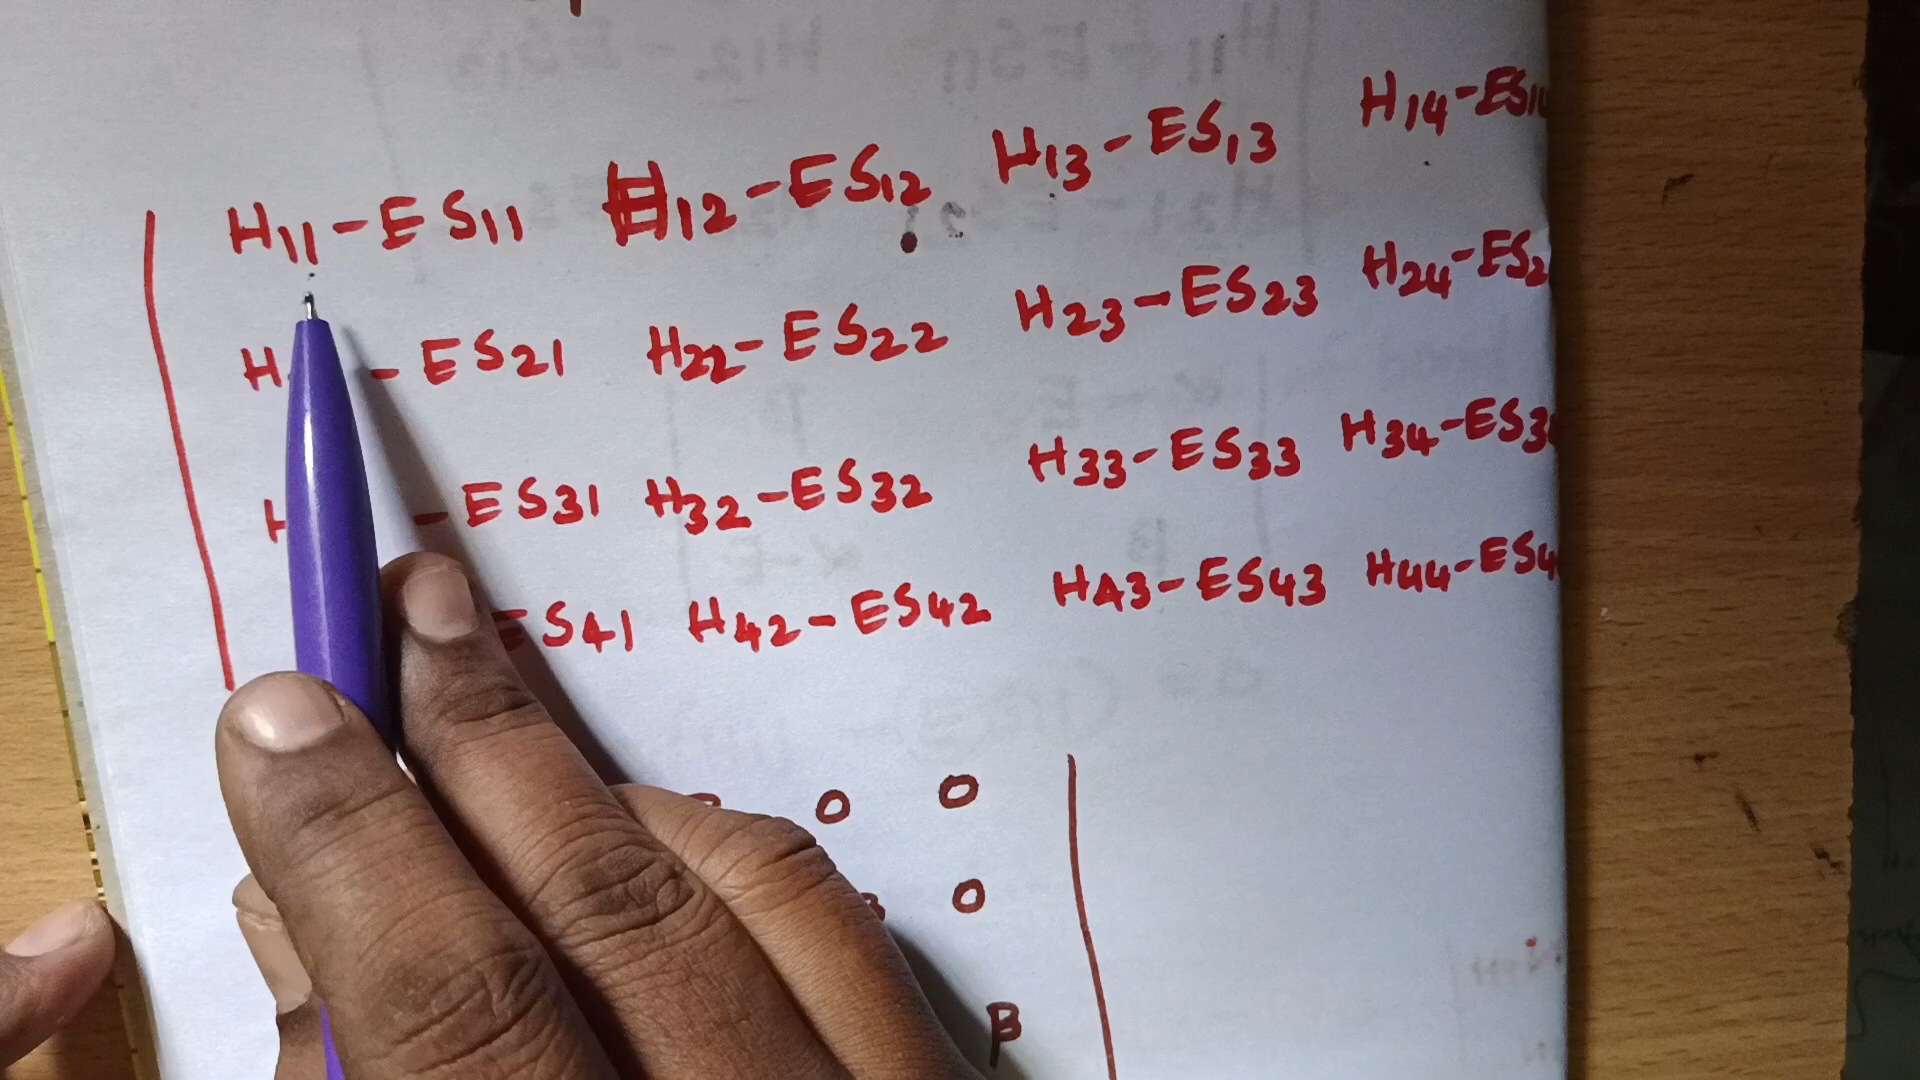 H11-ES11 H12-ES12 H13-ES13 H14-ES14
H -ES21 H22-ES22 H23-ES23 H24-ES2
-ES31 H32-ES32 H33-ES33 H34-ES3
ES41 H42-ES42 HA3-ES43 H44-ES4
0 0
0
β